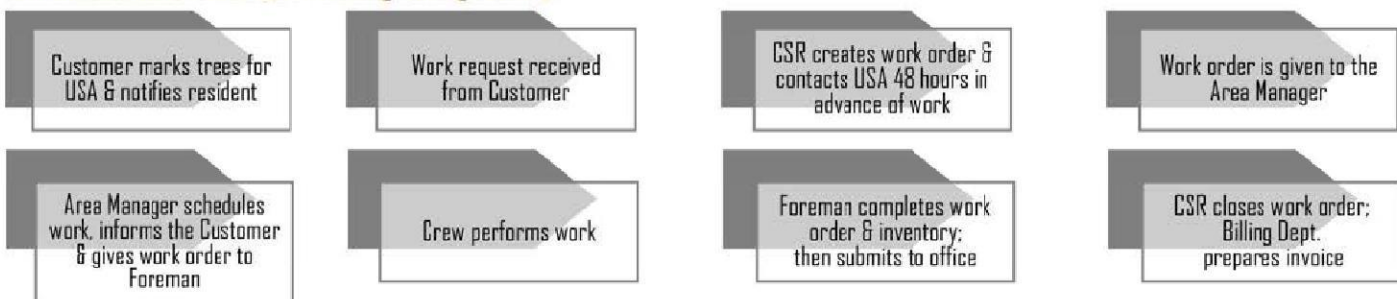 Customer marks trees for
USA & notifies resident
Work request received
from Customer
CSR creates work order &
contacts USA 48 hours in
advance of work
Work order is given to the
Area Manager
Area Manager schedules
work, informs the Customer
& gives work order to
Foreman
Crew performs work
Foreman completes work
order & inventory;
then submits to office
CSR closes work order;
Billing Dept.
prepares invoice